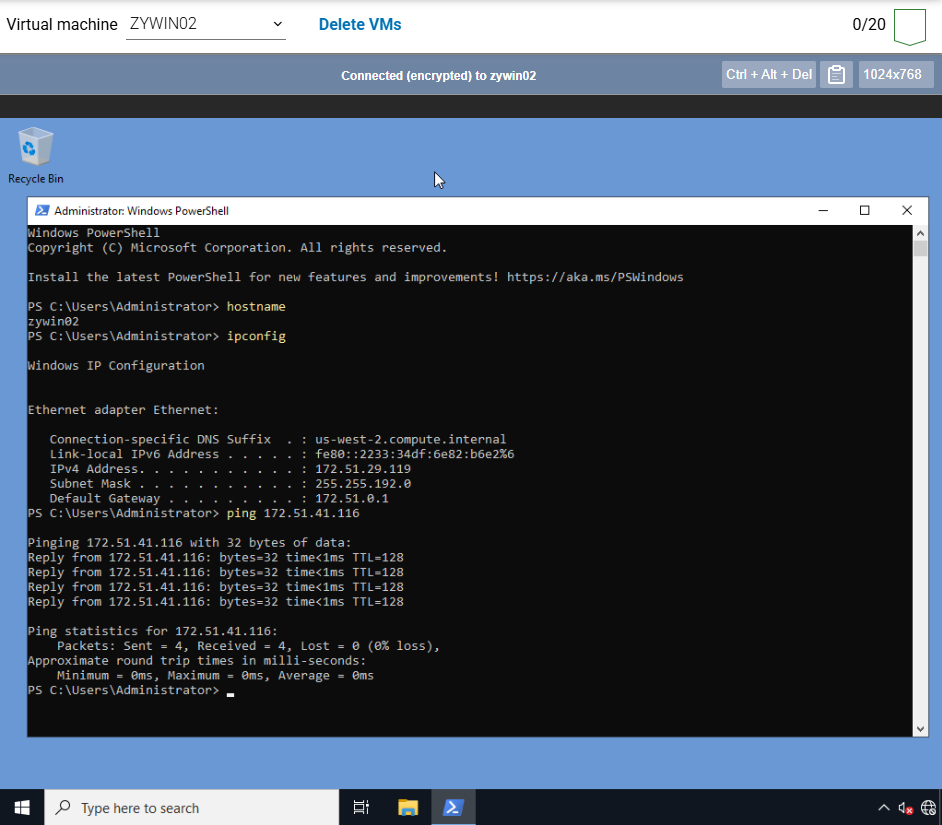 Virtual machine ZYWIN02 Delete VMs 0/20
Connected (encrypted) to zywin02 Ctrl + Alt + Del 1024x768
Recycle Bin
Administrator: Windows PowerShell
Windows PowerShell
Copyright (C) Microsoft Corporation. All rights reserved.
Install the latest PowerShell for new features and improvements! https://aka.ms/PSWindows
PS C:\Users\Administrator> hostname
zywin02
PS C:\Users\Administrator> ipconfig
Windows IP Configuration
Ethernet adapter Ethernet:
Connection-specific DNS Suffix  . : us-west-2.compute.internal
Link-local IPv6 Address . . . . . : fe80::2233:34df:6e82:b6e2%6
IPv4 Address. . . . . . . . . . . : 172.51.29.119
Subnet Mask . . . . . . . . . . . : 255.255.192.0
Default Gateway . . . . . . . . . : 172.51.0.1
PS C:\Users\Administrator> ping 172.51.41.116
Pinging 172.51.41.116 with 32 bytes of data:
Reply from 172.51.41.116: bytes=32 time<1ms TTL=128
Reply from 172.51.41.116: bytes=32 time<1ms TTL=128
Reply from 172.51.41.116: bytes=32 time<1ms TTL=128
Reply from 172.51.41.116: bytes=32 time<1ms TTL=128
Ping statistics for 172.51.41.116:
Packets: Sent = 4, Received = 4, Lost = 0 (0% loss),
Approximate round trip times in milli-seconds:
Minimum = 0ms, Maximum = 0ms, Average = 0ms
PS C:\Users\Administrator>
Type here to search